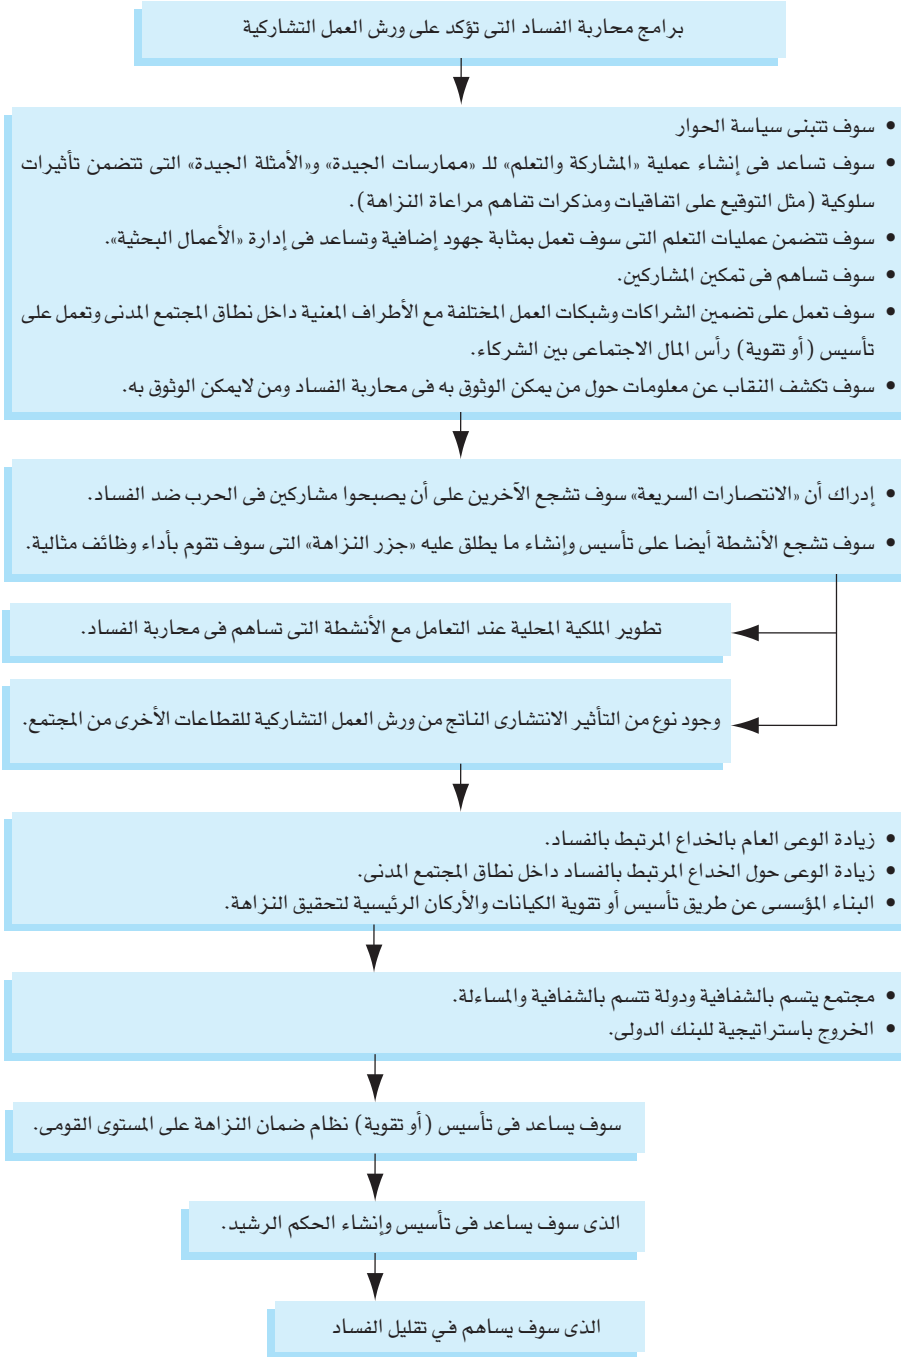 برامج محاربة الفساد التى تؤكد على ورش العمل التشاركية
• سوف تتبنى سياسة الحوار
• سوف تساعد فى إنشاء عملية «المشاركة والتعلم» للـ «ممارسات الجيدة» و«الأمثلة الجيدة» التى تتضمن تأثيرات
سلوكية (مثل التوقيع على اتفاقيات ومذكرات تفاهم مراعاة النزاهة).
• سوف تتضمن عمليات التعلم التى سوف تعمل بمثابة جهود إضافية وتساعد فى إدارة «الأعمال البحثية».
• سوف تساهم فى تمكين المشاركين.
• سوف تعمل على تضمين الشراكات وشبكات العمل المختلفة مع الأطراف المعنية داخل نطاق المجتمع المدنى وتعمل على
تأسيس (أو تقوية) رأس المال الاجتماعى بين الشركاء.
• سوف تكشف النقاب عن معلومات حول من يمكن الوثوق به فى محاربة الفساد ومن لايمكن الوثوق به.
• إدراك أن «الانتصارات السريعة» سوف تشجع الآخرين على أن يصبحوا مشاركين فى الحرب ضد الفساد.
• سوف تشجع الأنشطة أيضا على تأسيس وإنشاء ما يطلق عليه «جزر النزاهة» التى سوف تقوم بأداء وظائف مثالية.
تطوير الملكية المحلية عند التعامل مع الأنشطة التى تساهم فى محاربة الفساد.
وجود نوع من التأثير الانتشارى الناتج من ورش العمل التشاركية للقطاعات الأخرى من المجتمع.
• زيادة الوعى العام بالخداع المرتبط بالفساد.
• زيادة الوعى حول الخداع المرتبط بالفساد داخل نطاق المجتمع المدنى.
• البناء المؤسسى عن طريق تأسيس أو تقوية الكيانات والأركان الرئيسية لتحقيق النزاهة.
• مجتمع يتسم بالشفافية ودولة تتسم بالشفافية والمساءلة.
• الخروج باستراتيجية للبنك الدولى.
سوف يساعد فى تأسيس (أو تقوية) نظام ضمان النزاهة على المستوى القومى.
الذى سوف يساعد فى تأسيس وإنشاء الحكم الرشيد.
الذى سوف يساهم في تقليل الفساد